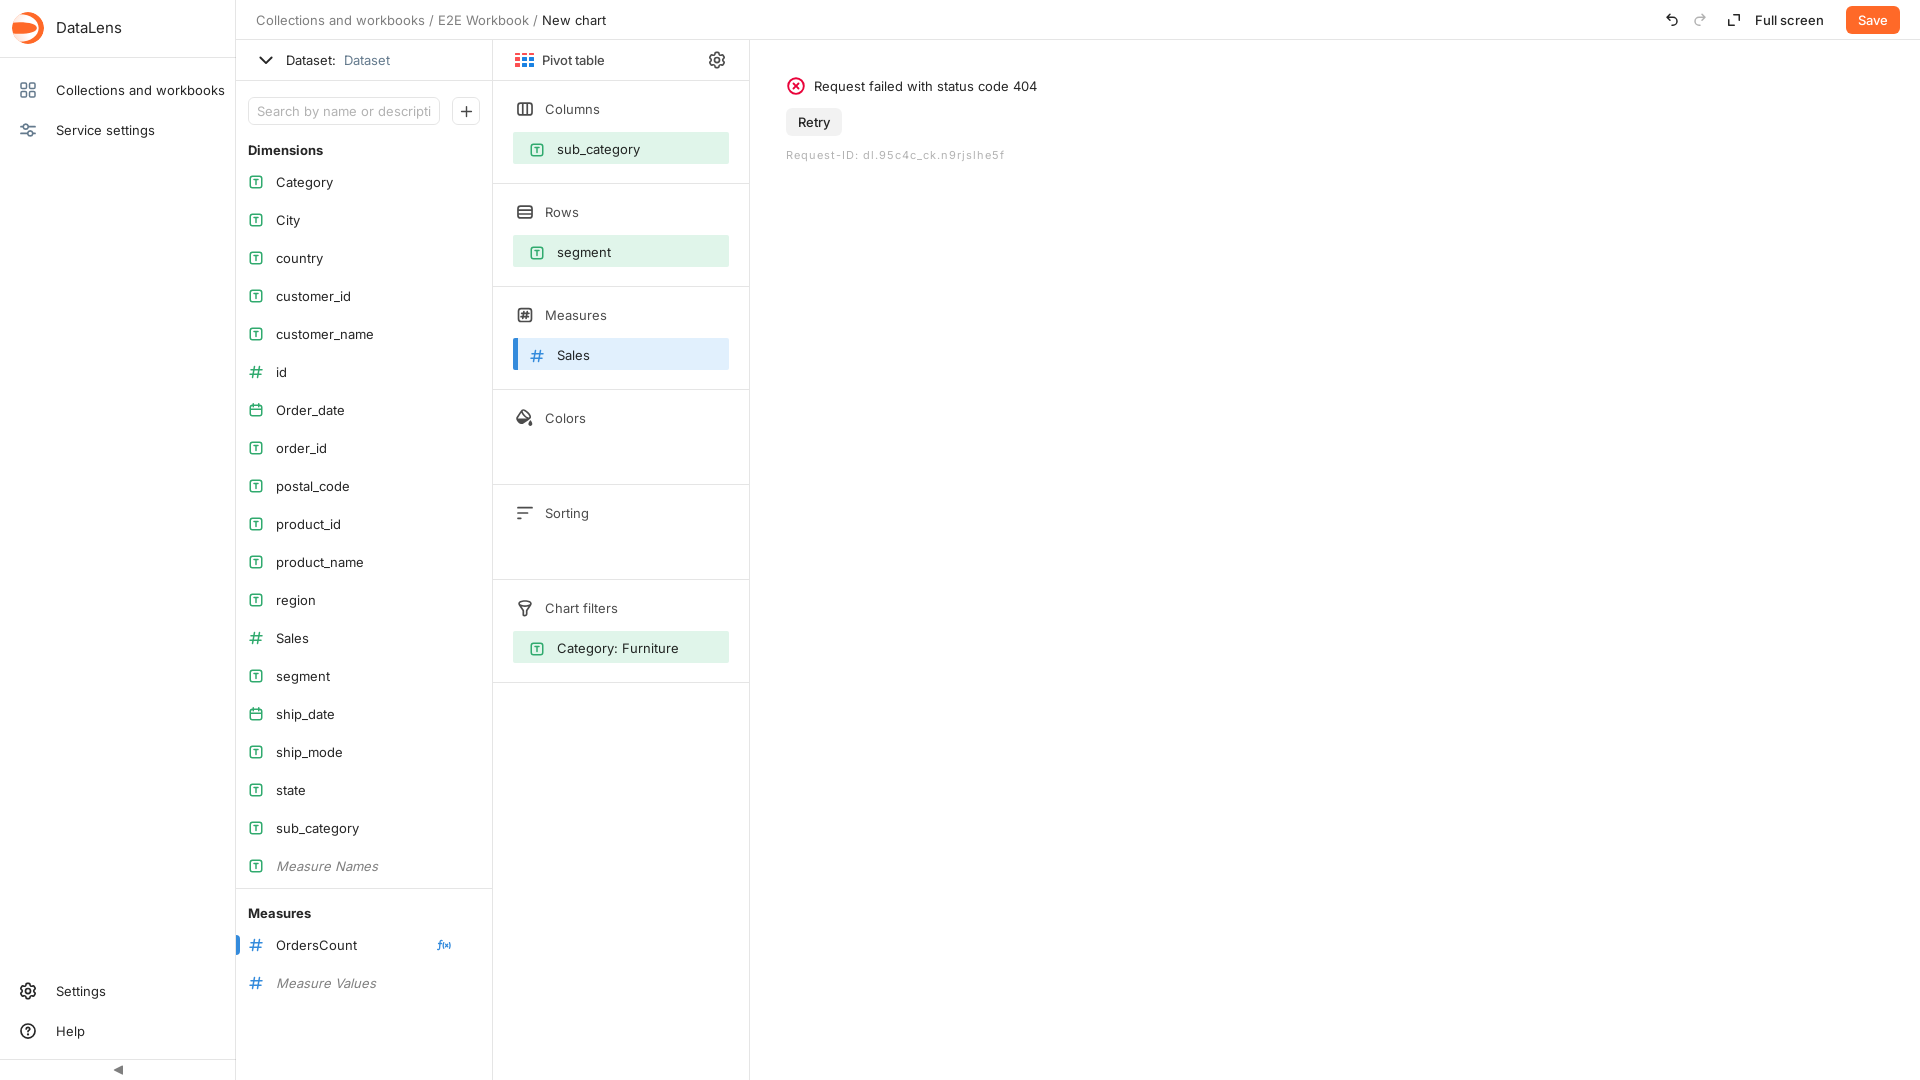 DataLens
Collections and workbooks
Service settings
Settings
Help
Collections and workbooks / E2E Workbook / New chart
Full screen
Save
Dataset: Dataset
Search by name or descripti
Dimensions
Category
City
country
customer_id
customer_name
id
Order_date
order_id
postal_code
product_id
product_name
region
Sales
segment
ship_date
ship_mode
state
sub_category
Measure Names
Measures
OrdersCount
f(x)
Measure Values
Pivot table
Columns
sub_category
Rows
segment
Measures
Sales
Colors
Sorting
Chart filters
Category: Furniture
Request failed with status code 404
Retry
Request-ID: dl.95c4c_ck.n9rjslhe5f